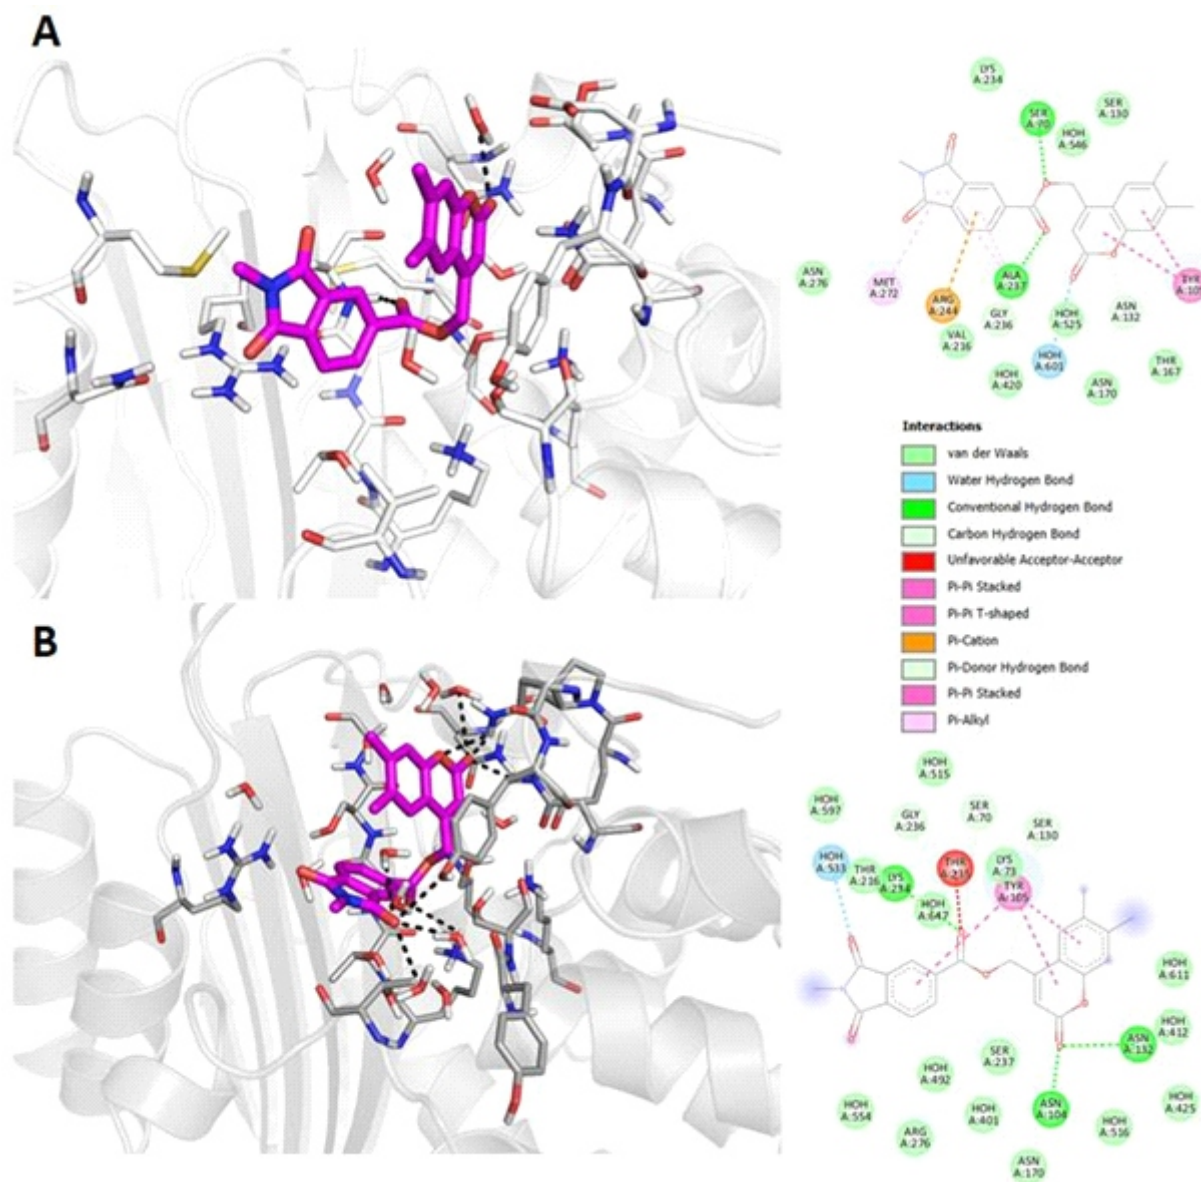 A
LYS
A:234
SER
A:70
SER
A:130
HOH
A:546
ASN
A:276
MET
A:272
ARG
A:244
ALA
A:237
VAL
A:216
GLY
A:236
HOH
A:525
ASN
A:132
TYR
A:105
HOH
A:420
HOH
A:601
ASN
A:170
THR
A:167
Interactions
van der Waals
Water Hydrogen Bond
Conventional Hydrogen Bond
Carbon Hydrogen Bond
Unfavorable Acceptor-Acceptor
Pi-Pi Stacked
Pi-Pi T-shaped
Pi-Cation
Pi-Donor Hydrogen Bond
Pi-Pi Stacked
Pi-Alkyl
B
HOH
A:515
HOH
A:597
GLY
A:236
SER
A:70
SER
A:130
HOH
A:533
THR
A:216
LYS
A:234
THR
A:235
LYS
A:73
TYR
A:105
HOH
A:647
HOH
A:611
HOH
A:412
ASN
A:132
SER
A:237
HOH
A:492
HOH
A:554
ARG
A:276
HOH
A:401
ASN
A:104
HOH
A:516
HOH
A:425
ASN
A:170